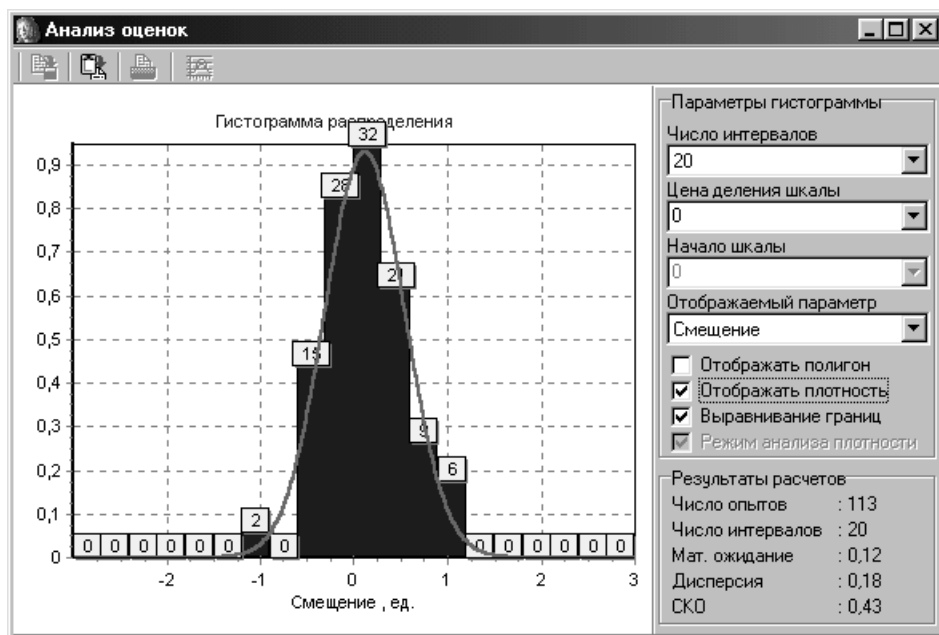 Анализ оценок
Гистограмма распределения
32
28
21
15
9
6
2
0 0 0 0 0 0 0 0 0 0 0 0 0
0,9
0,8
0,7
0,6
0,5
0,4
0,3
0,2
0,1
0
-2 -1 0 1 2 3
Смещение , ед.
Параметры гистограммы
Число интервалов
20
Цена деления шкалы
0
Начало шкалы
0
Отображаемый параметр
Смещение
Отображать полигон
Отображать плотность
Выравнивание границ
Режим анализа плотности
Результаты расчетов
Число опытов : 113
Число интервалов : 20
Мат. ожидание : 0,12
Дисперсия : 0,18
СКО : 0,43